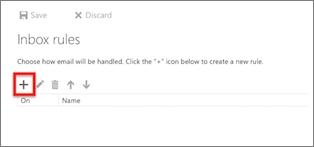 Save Discard
Inbox rules
Choose how email will be handled. Click the "+" icon below to create a new rule.
On Name